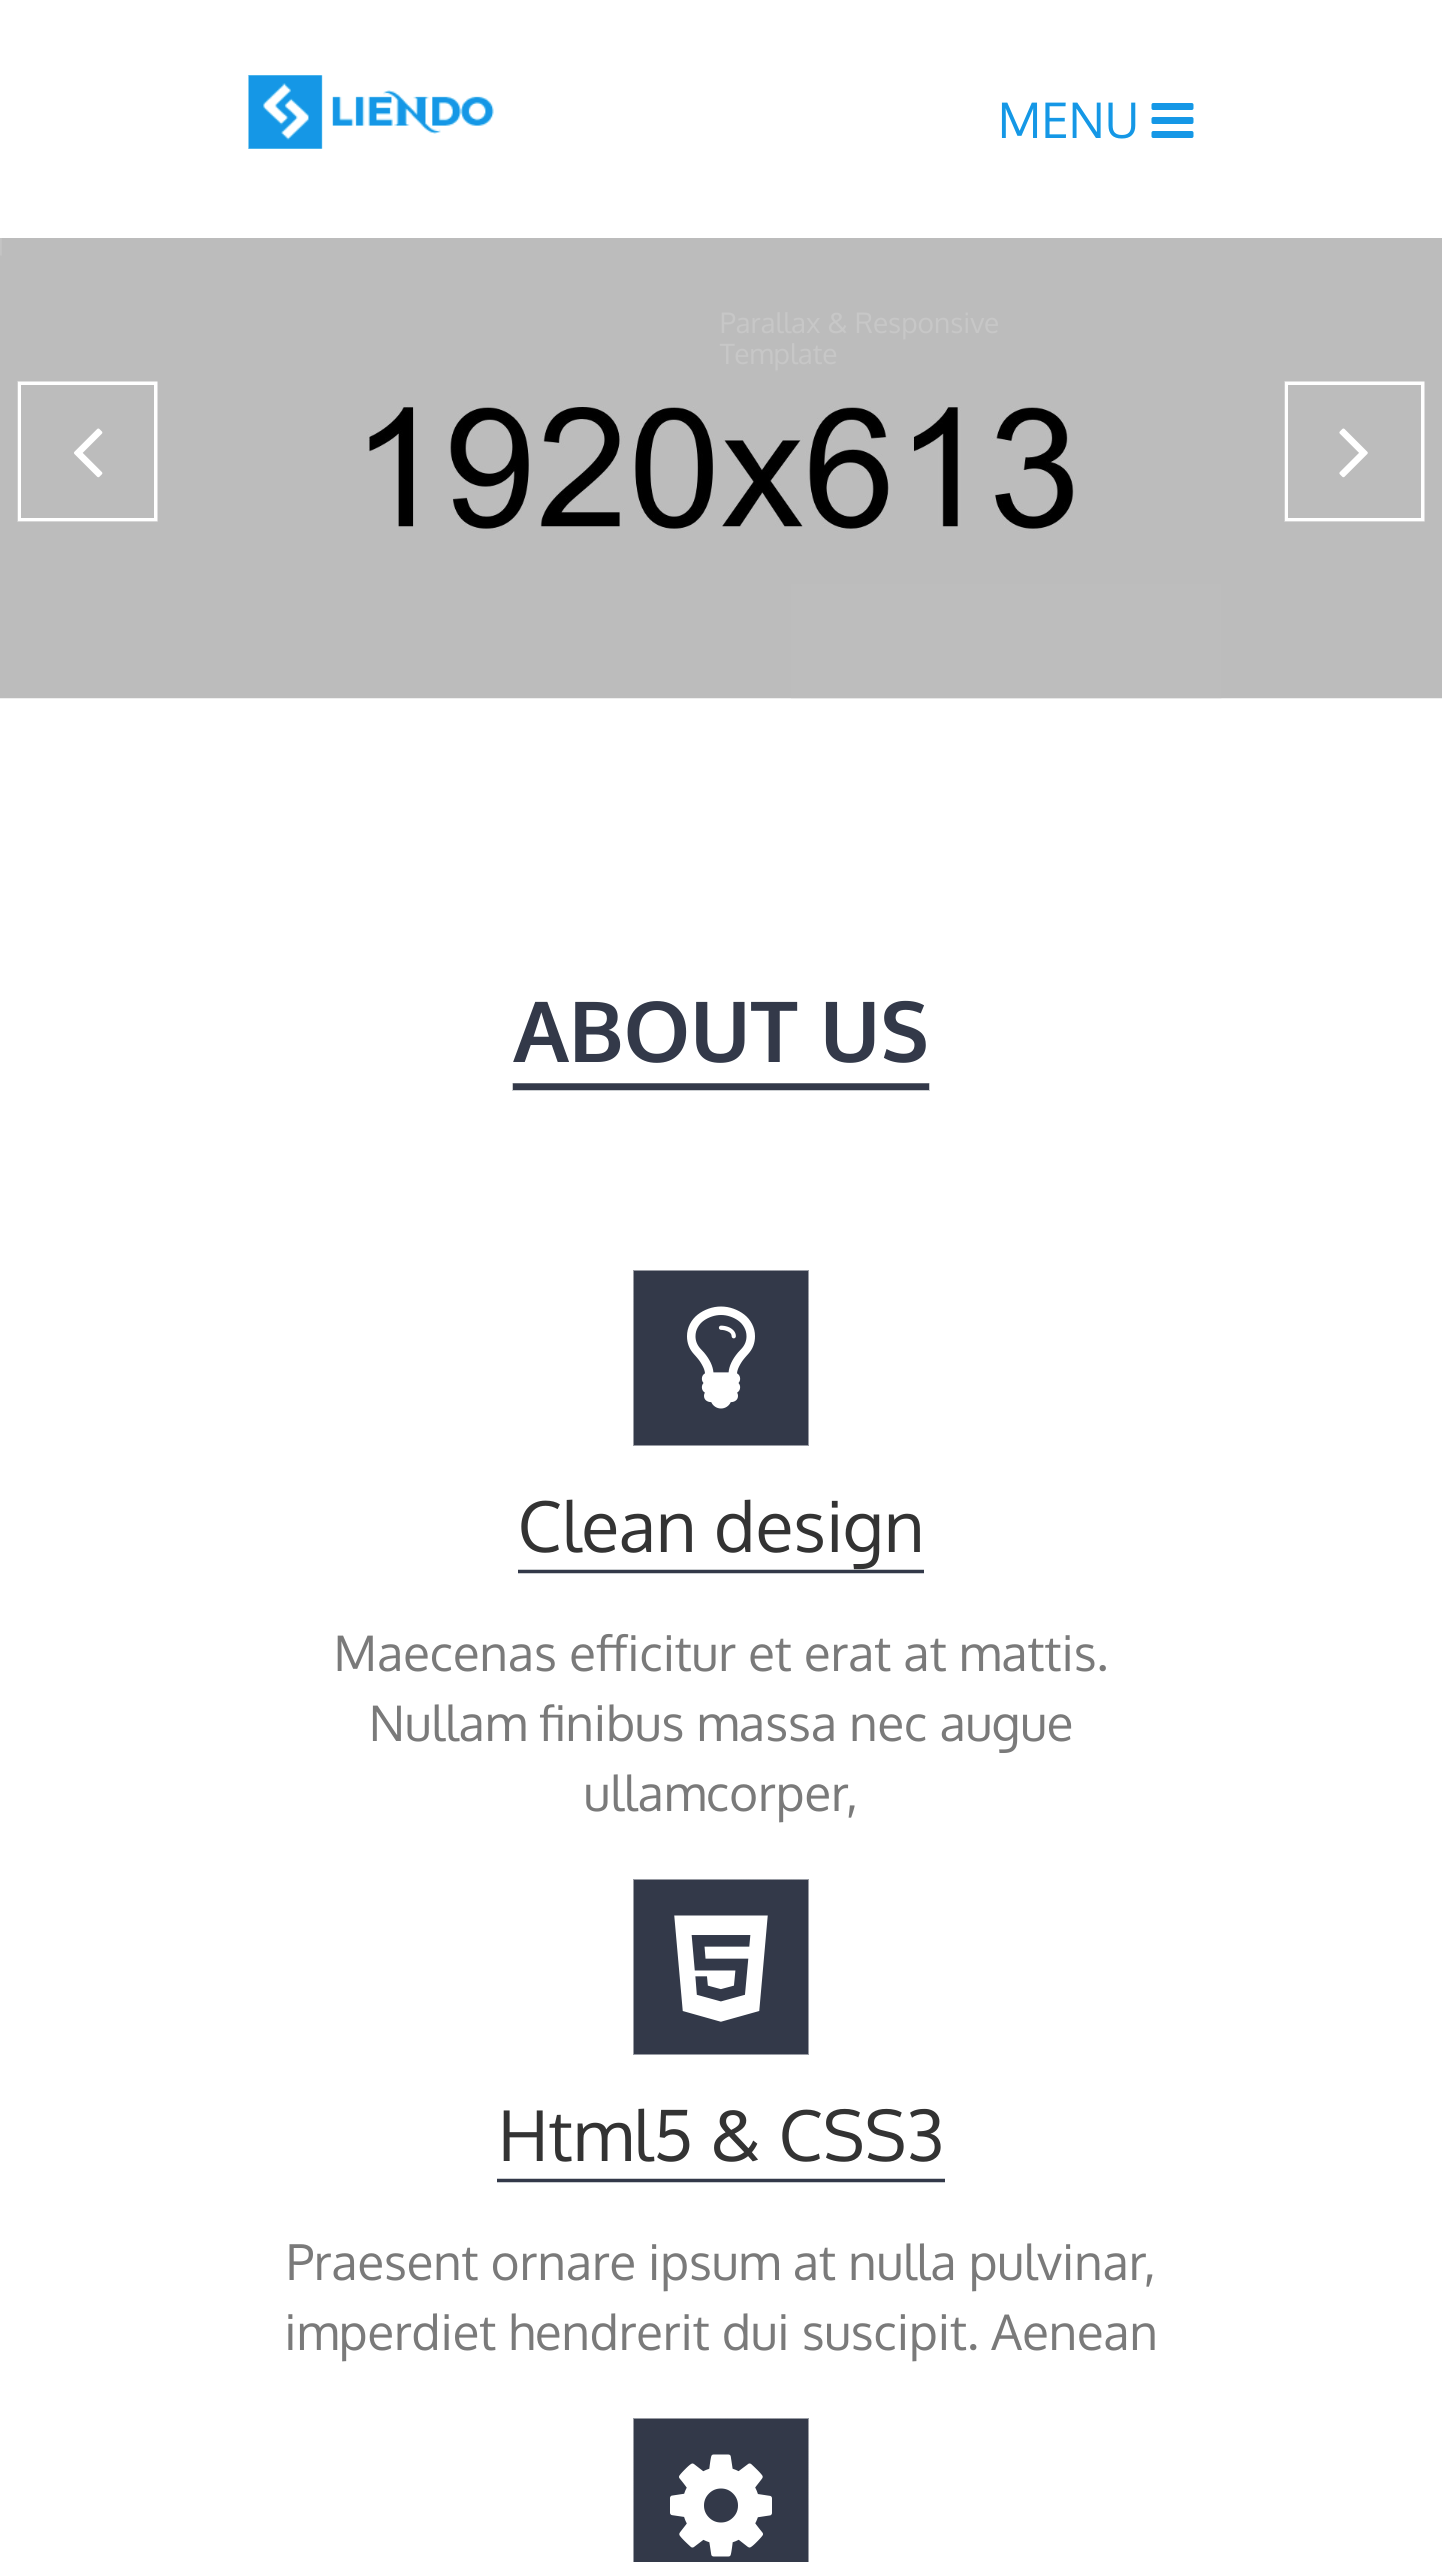 LIENDO
MENU
Parallax & Responsive
Template
1920x613
ABOUT US
Clean design
Maecenas efficitur et erat at mattis.
Nullam finibus massa nec augue
ullamcorper,
Html5 & CSS3
Praesent ornare ipsum at nulla pulvinar,
imperdiet hendrerit dui suscipit. Aenean